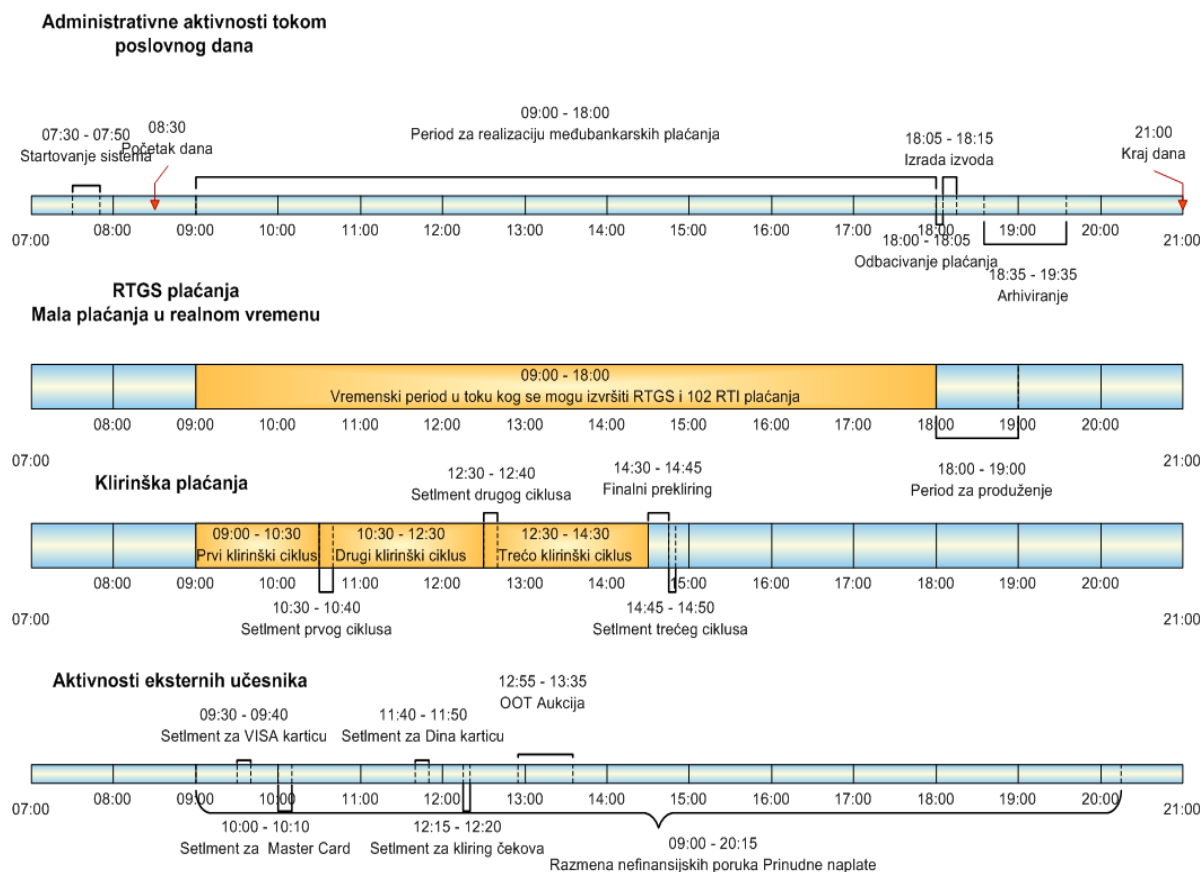 Administrativne aktivnosti tokom
poslovnog dana
09:00 - 18:00
Period za realizaciju međubankarskih plaćanja
07:30 - 07:50
Startovanje sistema
08:30
Početak dana
18:05 - 18:15
Izrada izvoda
21:00
Kraj dana
07:00
08:00
09:00
10:00
11:00
12:00
13:00
14:00
15:00
16:00
17:00
18:00
19:00
20:00
21:00
18:00 - 18:05
Odbacivanje plaćanja
18:35 - 19:35
Arhiviranje
RTGS plaćanja
Mala plaćanja u realnom vremenu
09:00 - 18:00
Vremenski period u toku kog se mogu izvršiti RTGS i 102 RTI plaćanja
07:00
08:00
09:00
10:00
11:00
12:00
13:00
14:00
15:00
16:00
17:00
18:00
19:00
20:00
21:00
18:00 - 19:00
Period za produženje
Klirinška plaćanja
12:30 - 12:40
Setlment drugog ciklusa
14:30 - 14:45
Finalni prekliring
09:00 - 10:30
Prvi klirinški ciklus
10:30 - 12:30
Drugi klirinški ciklus
12:30 - 14:30
Trećo klirinški ciklus
07:00
08:00
09:00
10:00
11:00
12:00
13:00
14:00
15:00
16:00
17:00
18:00
19:00
20:00
21:00
10:30 - 10:40
Setlment prvog ciklusa
14:45 - 14:50
Setlment trećeg ciklusa
Aktivnosti eksternih učesnika
12:55 - 13:35
OOT Aukcija
09:30 - 09:40
Setlment za VISA karticu
11:40 - 11:50
Setlment za Dina karticu
07:00
08:00
09:00
10:00
11:00
12:00
13:00
14:00
15:00
16:00
17:00
18:00
19:00
20:00
21:00
10:00 - 10:10
Setlment za Master Card
12:15 - 12:20
Setlment za kliring čekova
09:00 - 20:15
Razmena nefinansijskih poruka Prinudne naplate